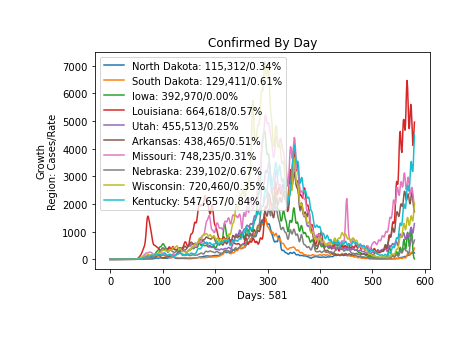 Confirmed By Day
Growth
Region: Cases/Rate
7000
6000
5000
4000
3000
2000
1000
0
North Dakota: 115,312/0.34%
South Dakota: 129,411/0.61%
Iowa: 392,970/0.00%
Louisiana: 664,618/0.57%
Utah: 455,513/0.25%
Arkansas: 438,465/0.51%
Missouri: 748,235/0.31%
Nebraska: 239,102/0.67%
Wisconsin: 720,460/0.35%
Kentucky: 547,657/0.84%
0 100 200 300 400 500 600
Days: 581